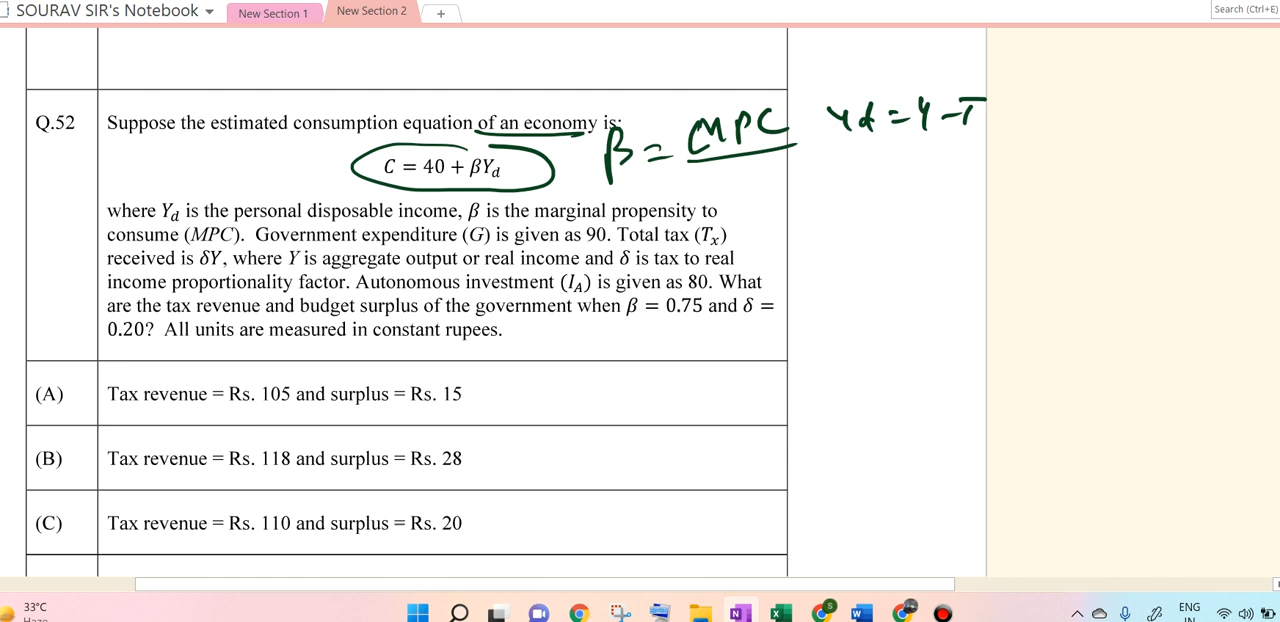 SOURAV SIR's Notebook New Section 1 New Section 2 + Search (Ctrl+E)
Q.52 Suppose the estimated consumption equation of an economy is:
β = MPC Yd = Y - T
C = 40 + βY_d
where Y_d is the personal disposable income, β is the marginal propensity to
consume (MPC). Government expenditure (G) is given as 90. Total tax (T_x)
received is δY, where Y is aggregate output or real income and δ is tax to real
income proportionality factor. Autonomous investment (I_A) is given as 80. What
are the tax revenue and budget surplus of the government when β = 0.75 and δ =
0.20? All units are measured in constant rupees.
(A) Tax revenue = Rs. 105 and surplus = Rs. 15
(B) Tax revenue = Rs. 118 and surplus = Rs. 28
(C) Tax revenue = Rs. 110 and surplus = Rs. 20
33°C
Haze
ENG
IN